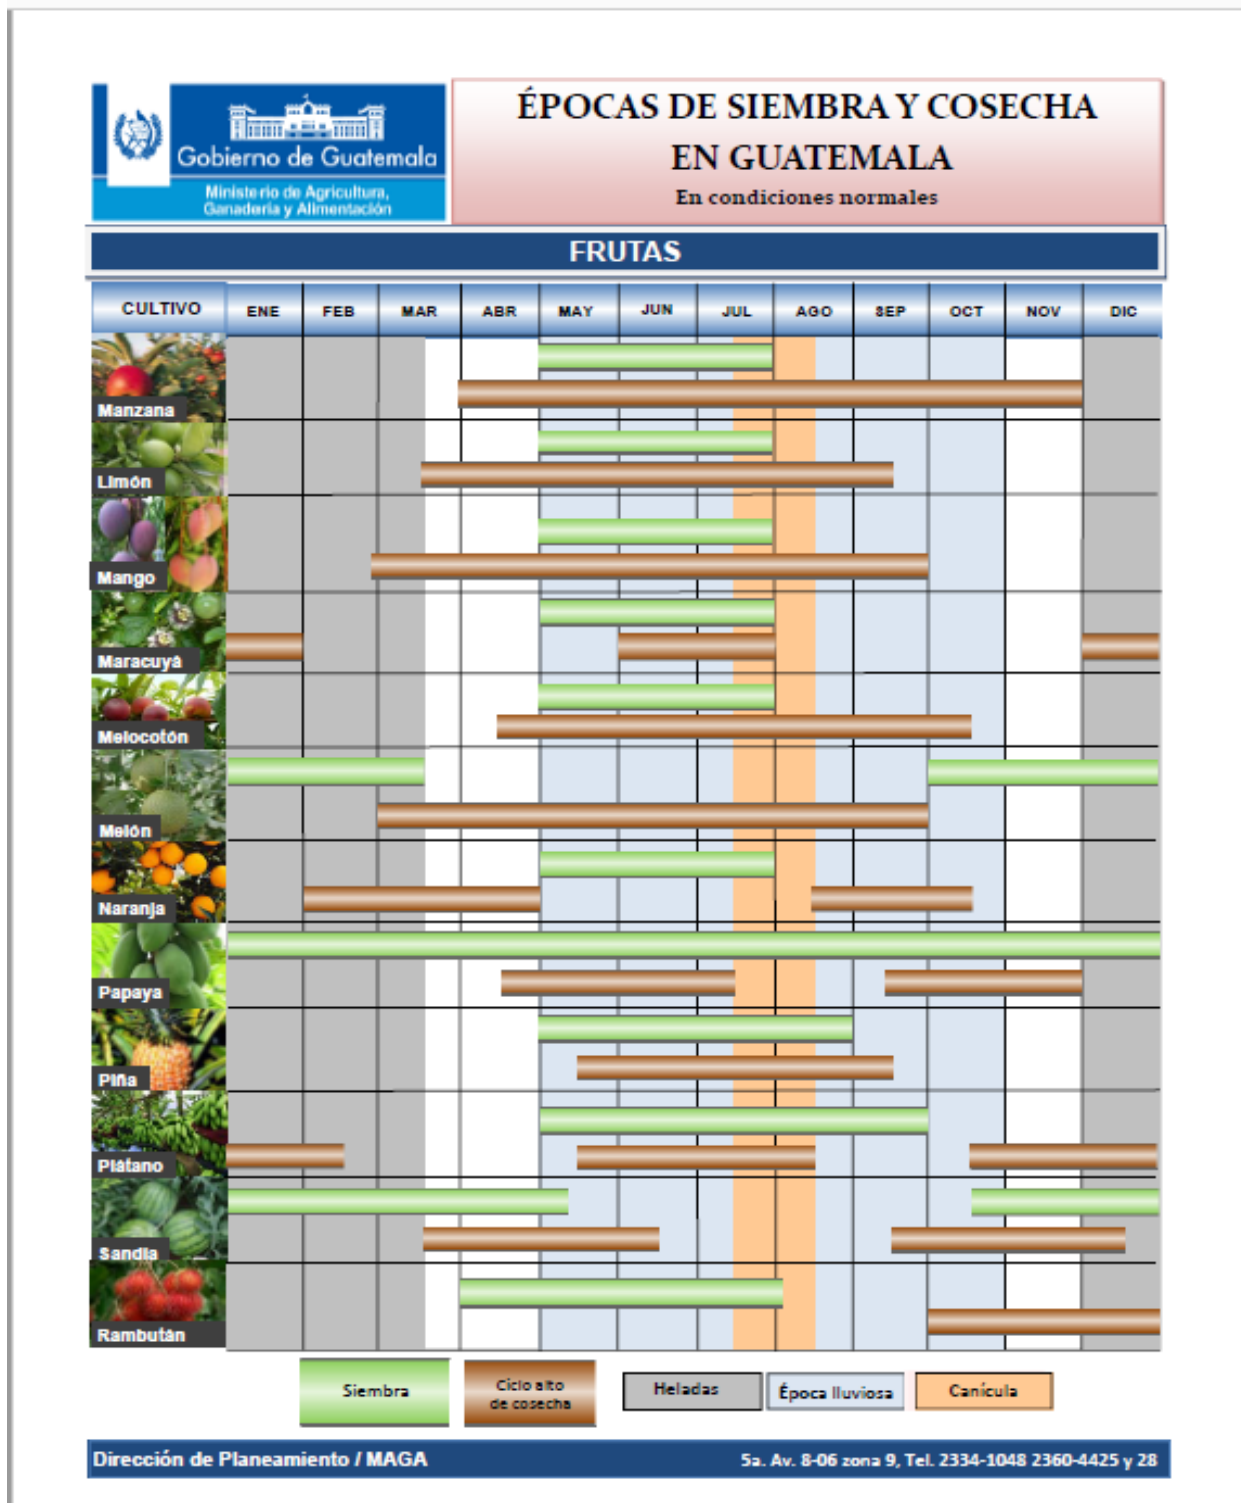 Gobierno de Guatemala
Ministerio de Agricultura,
Ganadería y Alimentación
ÉPOCAS DE SIEMBRA Y COSECHA
EN GUATEMALA
En condiciones normales
FRUTAS
CULTIVO ENE FEB MAR ABR MAY JUN JUL AGO SEP OCT NOV DIC
Manzana
Limón
Mango
Maracuyá
Melocotón
Melón
Naranja
Papaya
Piña
Plátano
Sandía
Rambután
Siembra
Ciclo alto
de cosecha
Heladas
Época lluviosa
Canícula
Dirección de Planeamiento / MAGA
5a. Av. 8-06 zona 9, Tel. 2334-1048 2360-4425 y 28